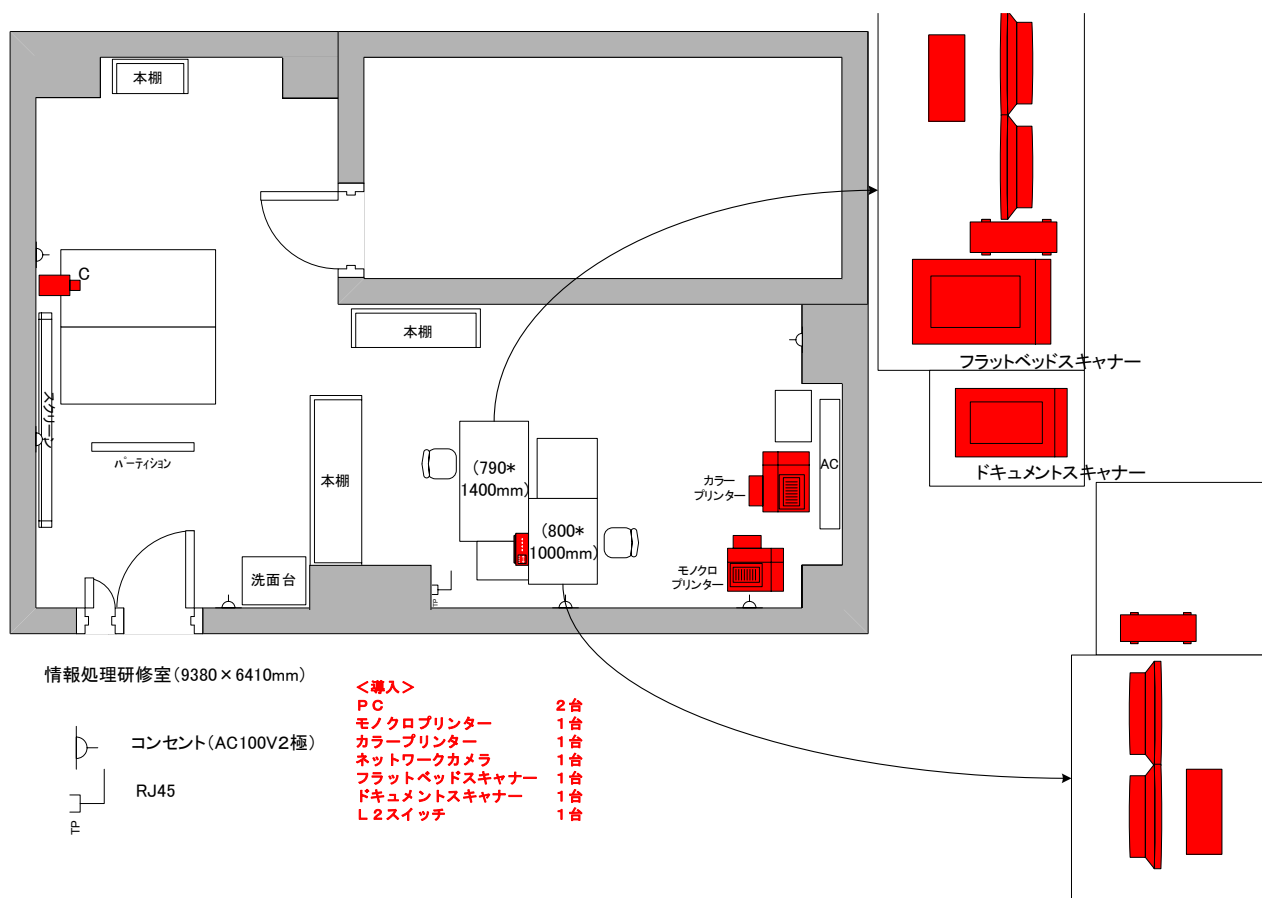 本棚
C
本棚
スクリーン
パーティション
本棚
(790*
1400mm)
(800*
1000mm)
カラー
プリンター
AC
モノクロ
プリンター
洗面台
TP
フラットベッドスキャナー
ドキュメントスキャナー
情報処理研修室(9380×6410mm)
コンセント(AC100V2極)
RJ45
TP
<導入>
PC 2台
モノクロプリンター 1台
カラープリンター 1台
ネットワークカメラ 1台
フラットベッドスキャナー 1台
ドキュメントスキャナー 1台
L2スイッチ 1台